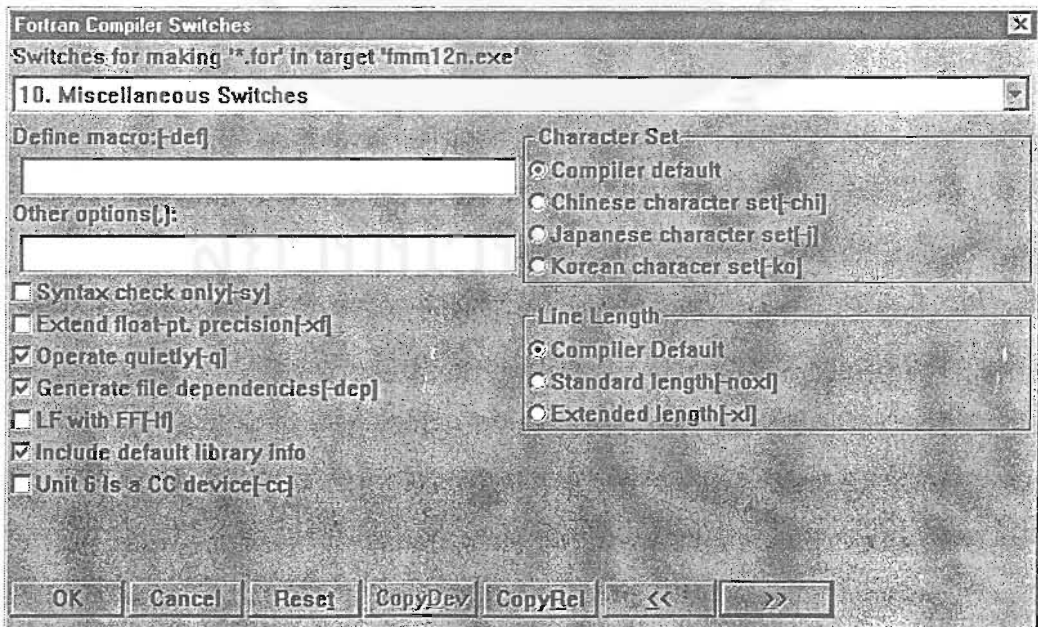 Fortran Compiler Switches
Switches for making '*.for' in target 'fmm12n.exe'
10. Miscellaneous Switches
Define macro:[-def]
Other options[,]:
Syntax check only[-sy]
Extend float-pt. precision[-xf]
Operate quietly[-q]
Generate file dependencies[-dep]
LF with FF[-lf]
Include default library info
Unit 6 is a CC device[-cc]
Character Set
Compiler default
Chinese character set[-chi]
Japanese character set[-j]
Korean characer set[-ko]
Line Length
Compiler Default
Standard length[-noxl]
Extended length[-xl]
OK Cancel Reset CopyDev CopyRel << >>